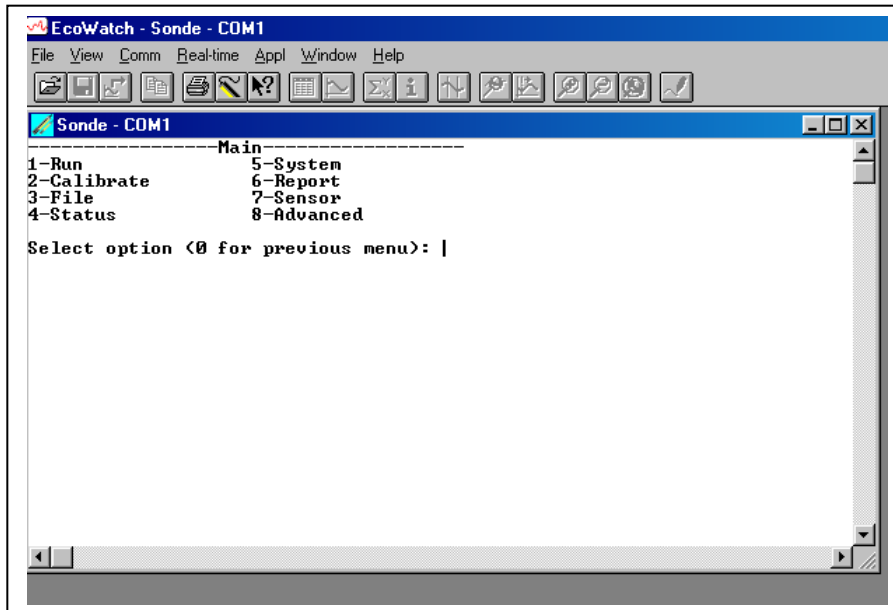 EcoWatch - Sonde - COM1
File View Comm Real-time Appl Window Help
Sonde - COM1
------------------Main-------------------
1-Run 5-System
2-Calibrate 6-Report
3-File 7-Sensor
4-Status 8-Advanced
Select option (0 for previous menu):